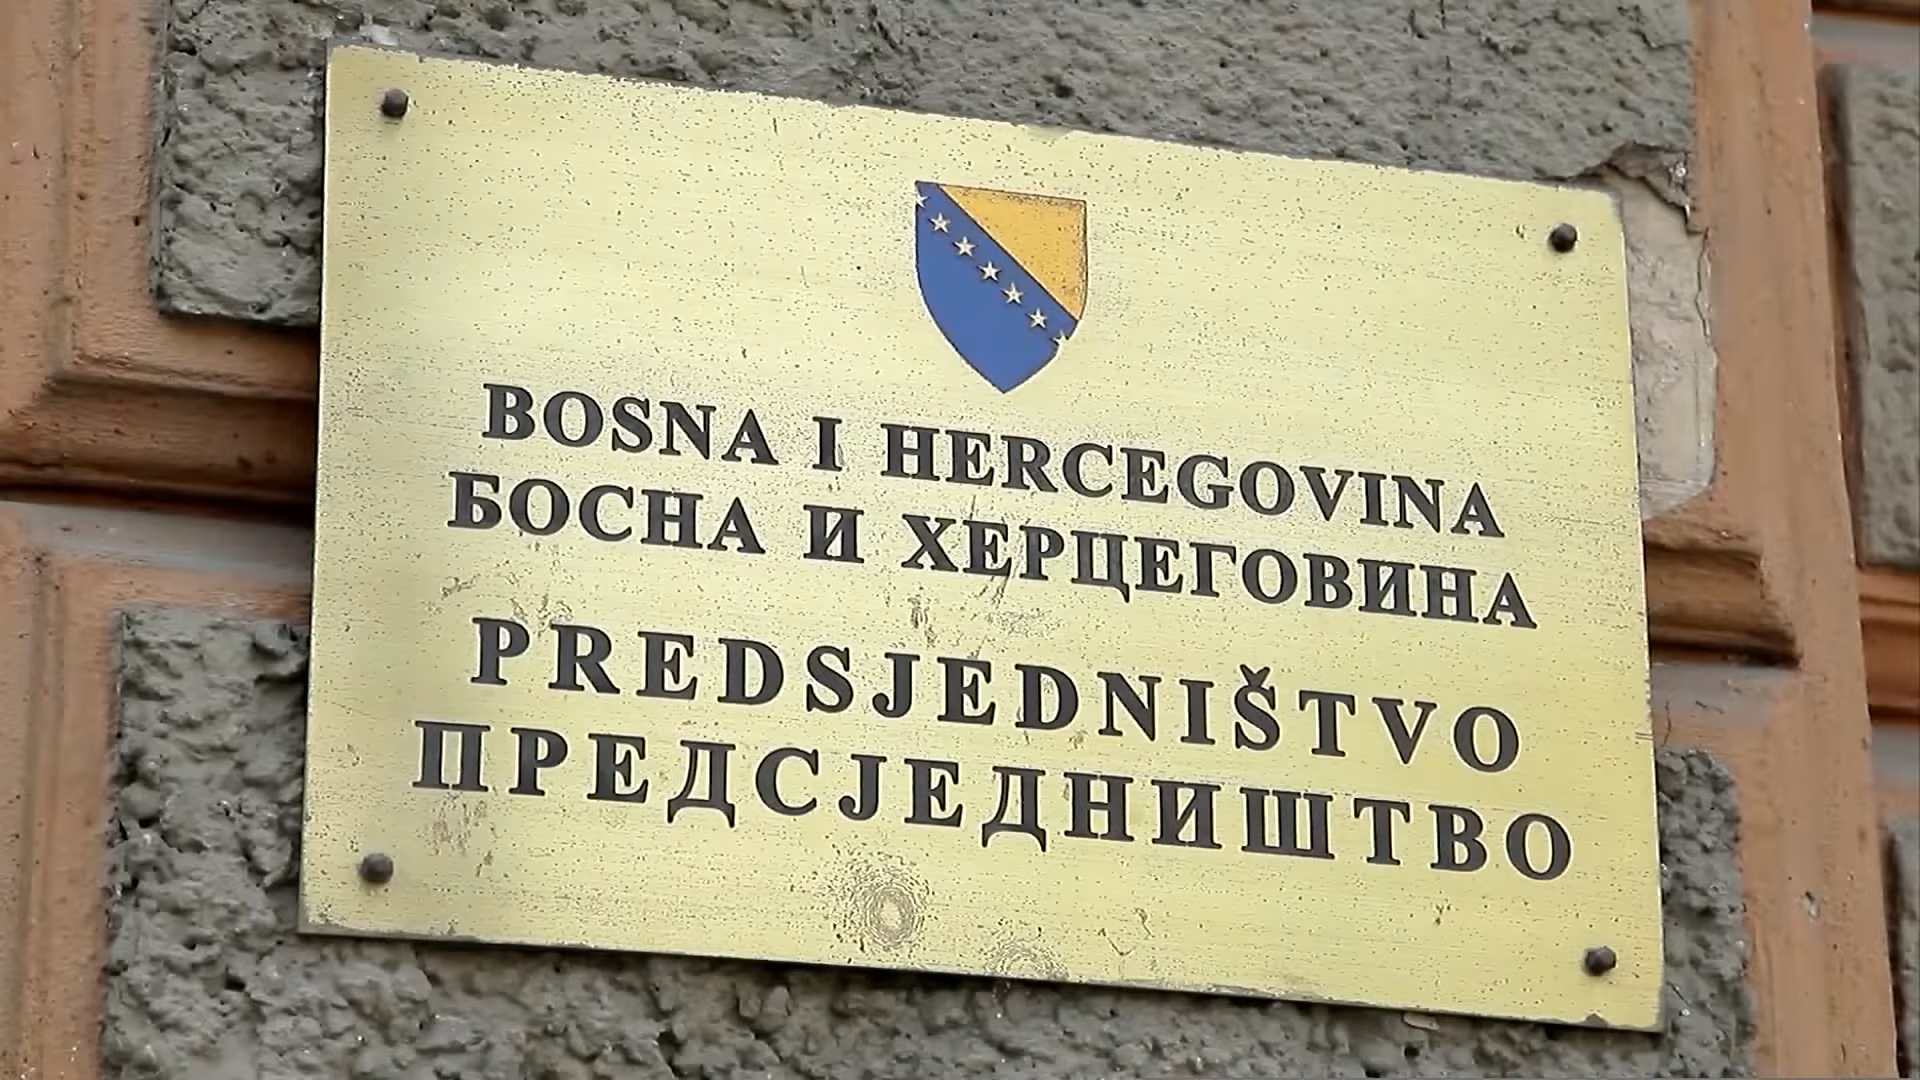 BOSNA I HERCEGOVINA
БОСНА И ХЕРЦЕГОВИНА
PREDSJEDNIŠTVO
ПРЕДСЈЕДНИШТВО